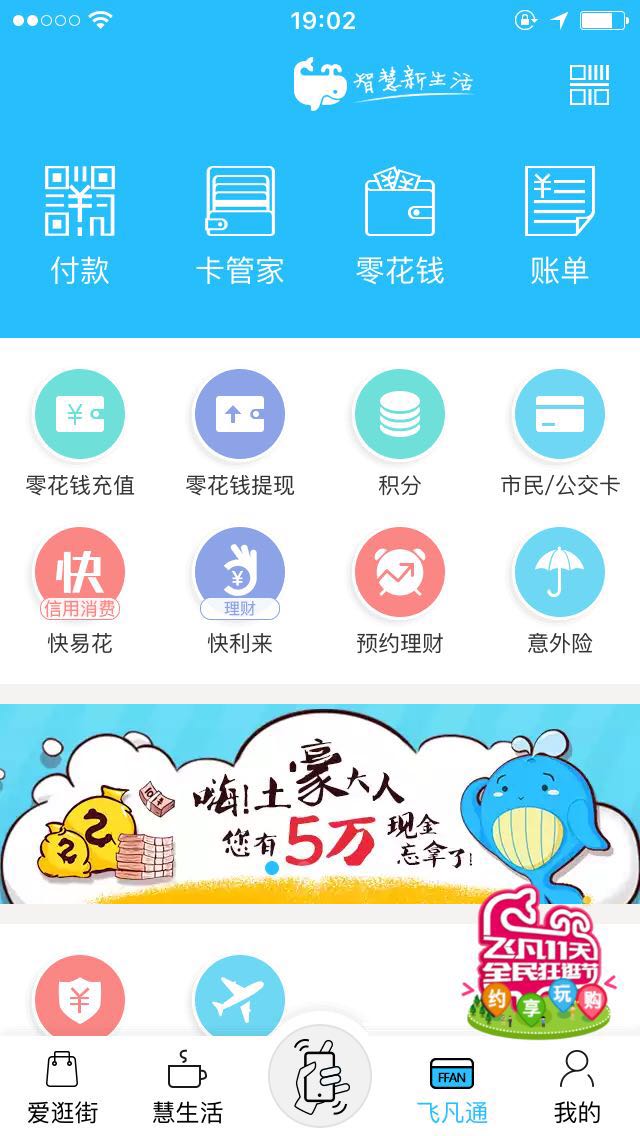 19:02
智慧新生活
付款
卡管家
零花钱
账单
零花钱充值
零花钱提现
积分
市民/公交卡
快
信用消费
理财
快易花
快利来
预约理财
意外险
嗨!土豪大人
您有5万现金忘拿了!
飞凡11天
全民狂逛节
约享玩购
FFAN
爱逛街
慧生活
飞凡通
我的